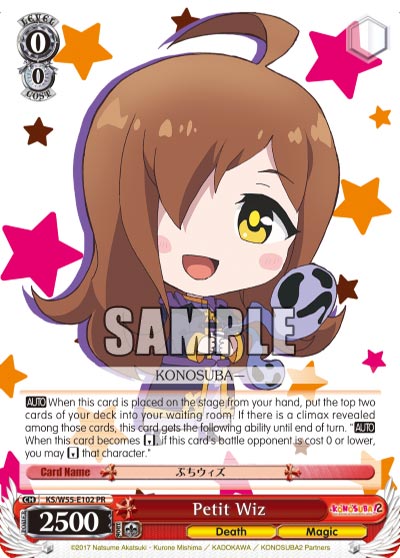 LEVEL
0
0
COST
SAMPLE
KONOSUBA—
AUTO When this card is placed on the stage from your hand, put the top two
cards of your deck into your waiting room. If there is a climax revealed
among those cards, this card gets the following ability until end of turn. "AUTO
When this card becomes [ ], if this card's battle opponent is cost 0 or lower,
you may [ ] that character."
Card Name ぷちウィズ
CH KS/W55-E102 PR
Petit Wiz
KONOSUBA 2
POWER 2500
Death Magic
©2017 Natsume Akatsuki・Kurone Mishima ／ KADOKAWA ／ KONOSUBA2 Partners